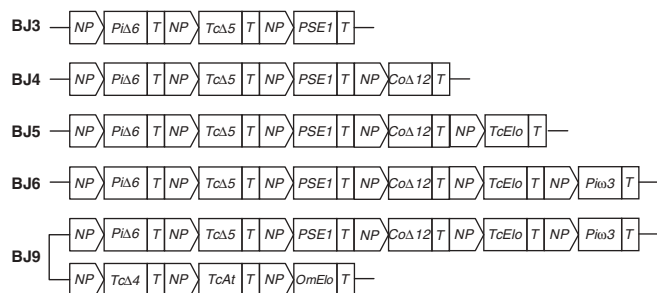 BJ3 NP PiΔ6 T NP TcΔ5 T NP PSE1 T
BJ4 NP PiΔ6 T NP TcΔ5 T NP PSE1 T NP CoΔ12 T
BJ5 NP PiΔ6 T NP TcΔ5 T NP PSE1 T NP CoΔ12 T NP TcElo T
BJ6 NP PiΔ6 T NP TcΔ5 T NP PSE1 T NP CoΔ12 T NP TcElo T NP Piω3 T
BJ9 NP PiΔ6 T NP TcΔ5 T NP PSE1 T NP CoΔ12 T NP TcElo T NP Piω3 T
NP TcΔ4 T NP TcAt T NP OmElo T